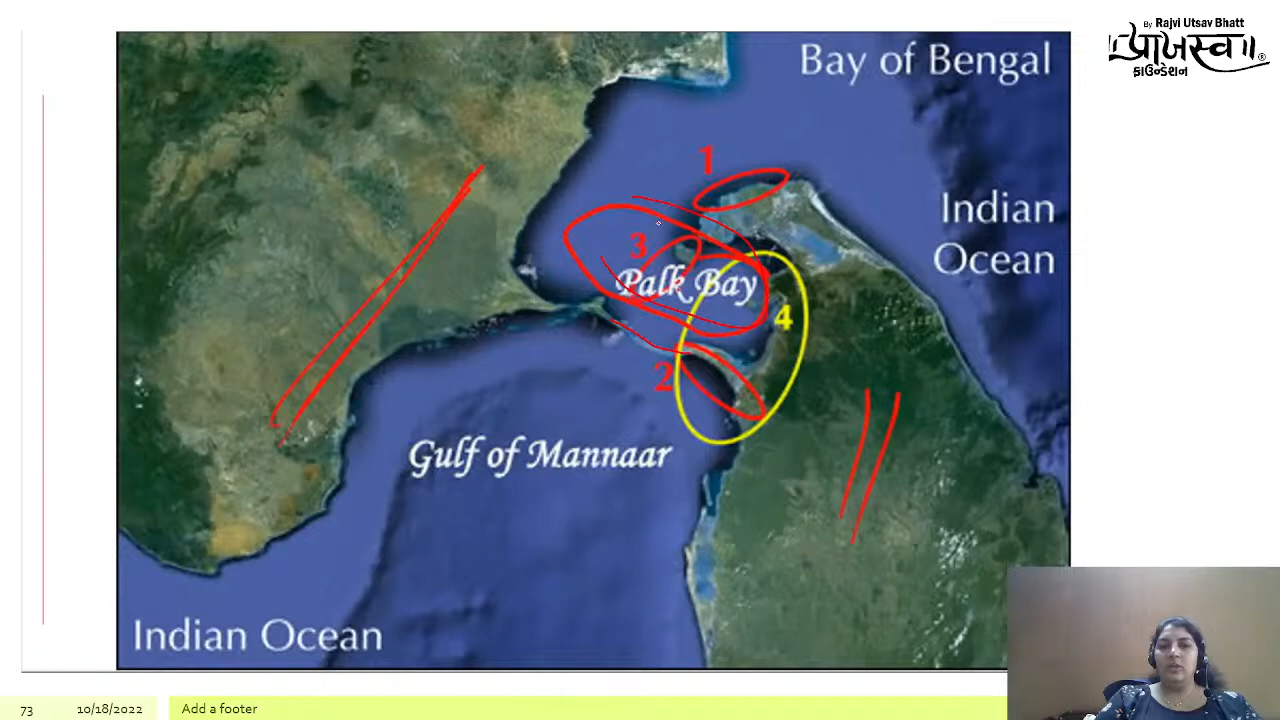 By Rajvi Utsav Bhatt
प्राजस्व॥
ફાઉન્ડેશન
Bay of Bengal
1
Indian
Ocean
3
Palk Bay
4
2
Gulf of Mannaar
Indian Ocean
73
10/18/2022
Add a footer